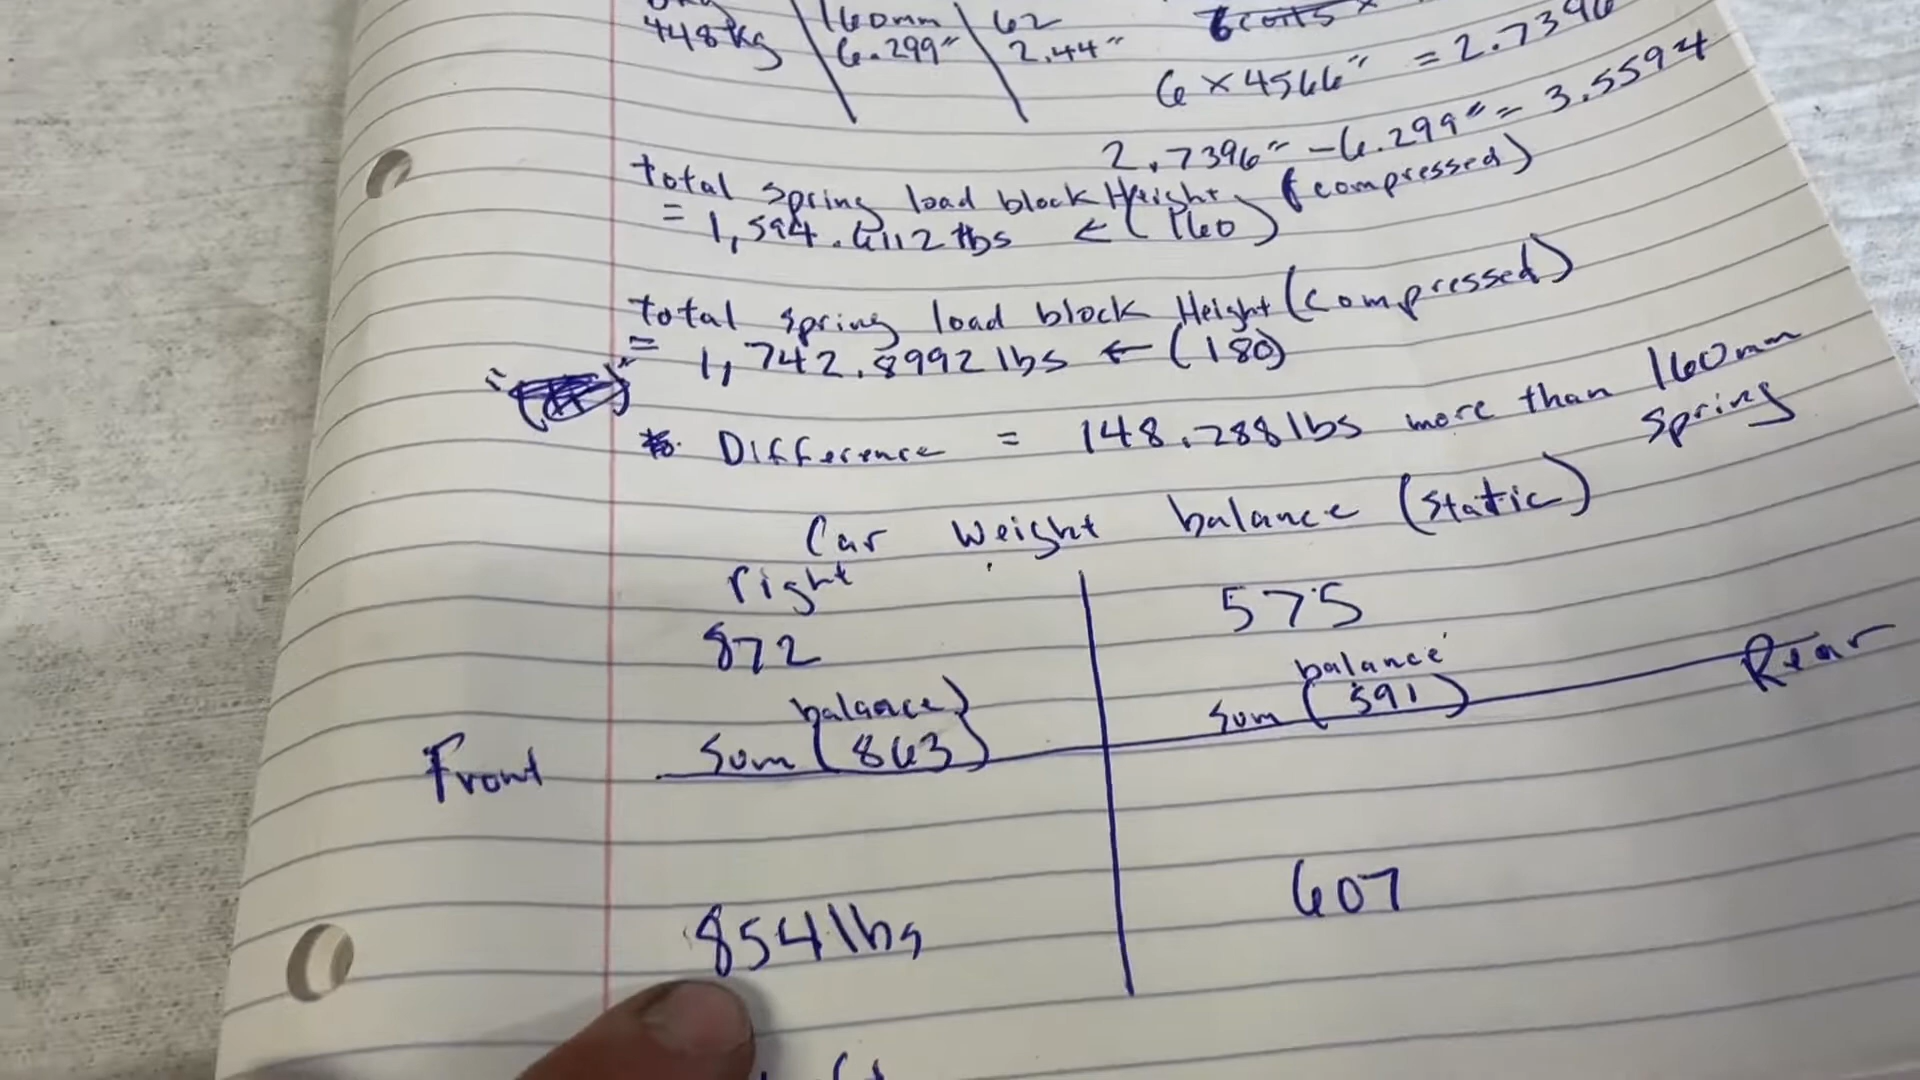 448kg 160mm 62
6.299" 2.44"
6 x 4566" = 2.7396
2.7396" - 6.299" = 3.5594
total spring load block Height (compressed)
= 1,594.6112 lbs ← (160)
total spring load block Height (compressed)
= 1,742.8992 lbs ← (180)
Difference = 148.288 lbs more than 160mm
spring
Car Weight balance (static)
right
872 575
balance balance
Front sum (863) sum (591) Rear
854 lbs 607